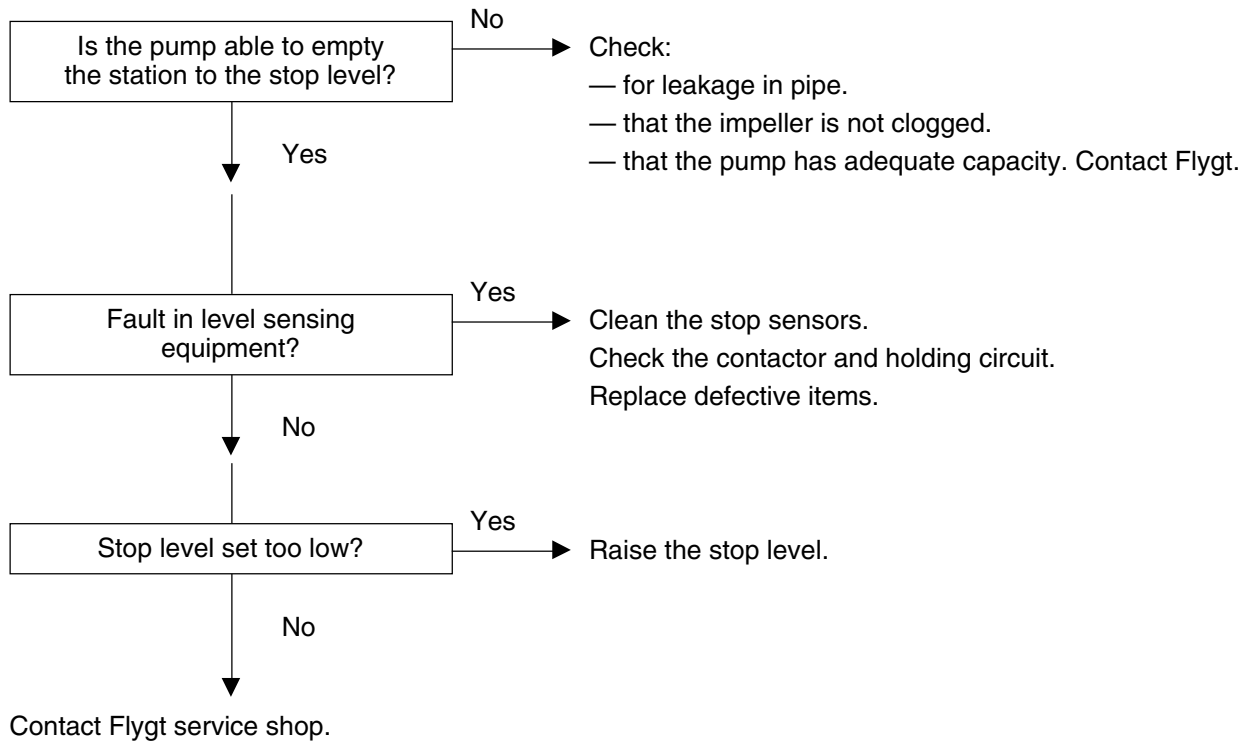 Is the pump able to empty
the station to the stop level?
No
Check:
— for leakage in pipe.
— that the impeller is not clogged.
— that the pump has adequate capacity. Contact Flygt.
Yes
Fault in level sensing
equipment?
Yes
Clean the stop sensors.
Check the contactor and holding circuit.
Replace defective items.
No
Stop level set too low?
Yes
Raise the stop level.
No
Contact Flygt service shop.